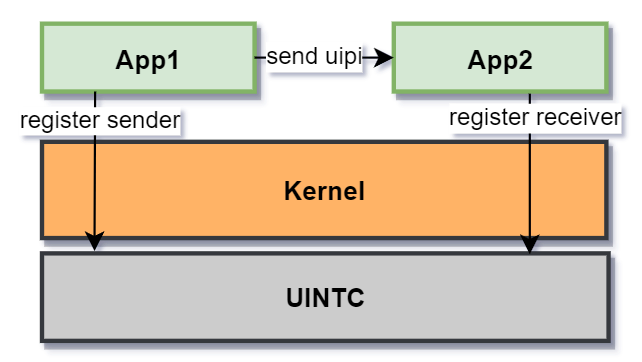 App1
send uipi
App2
register sender
register receiver
Kernel
UINTC